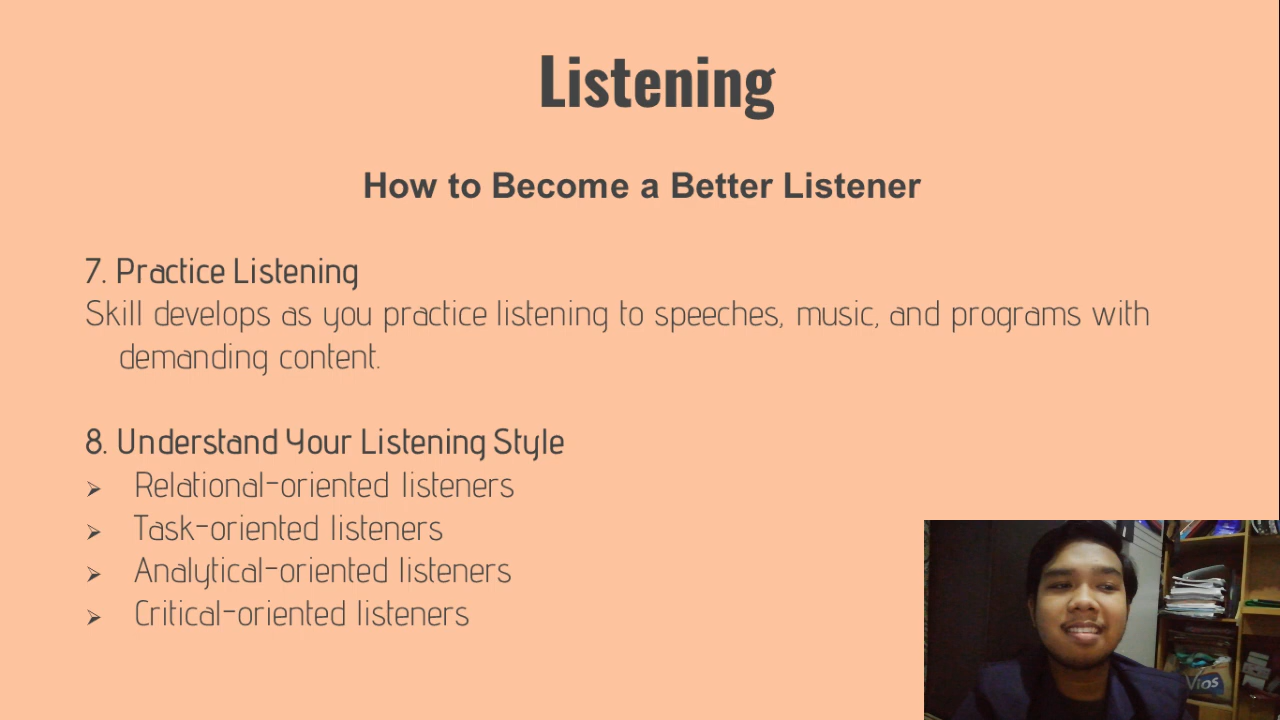 Listening
How to Become a Better Listener
7. Practice Listening
Skill develops as you practice listening to speeches, music, and programs with
demanding content.
8. Understand Your Listening Style
➢ Relational-oriented listeners
➢ Task-oriented listeners
➢ Analytical-oriented listeners
➢ Critical-oriented listeners
Vios